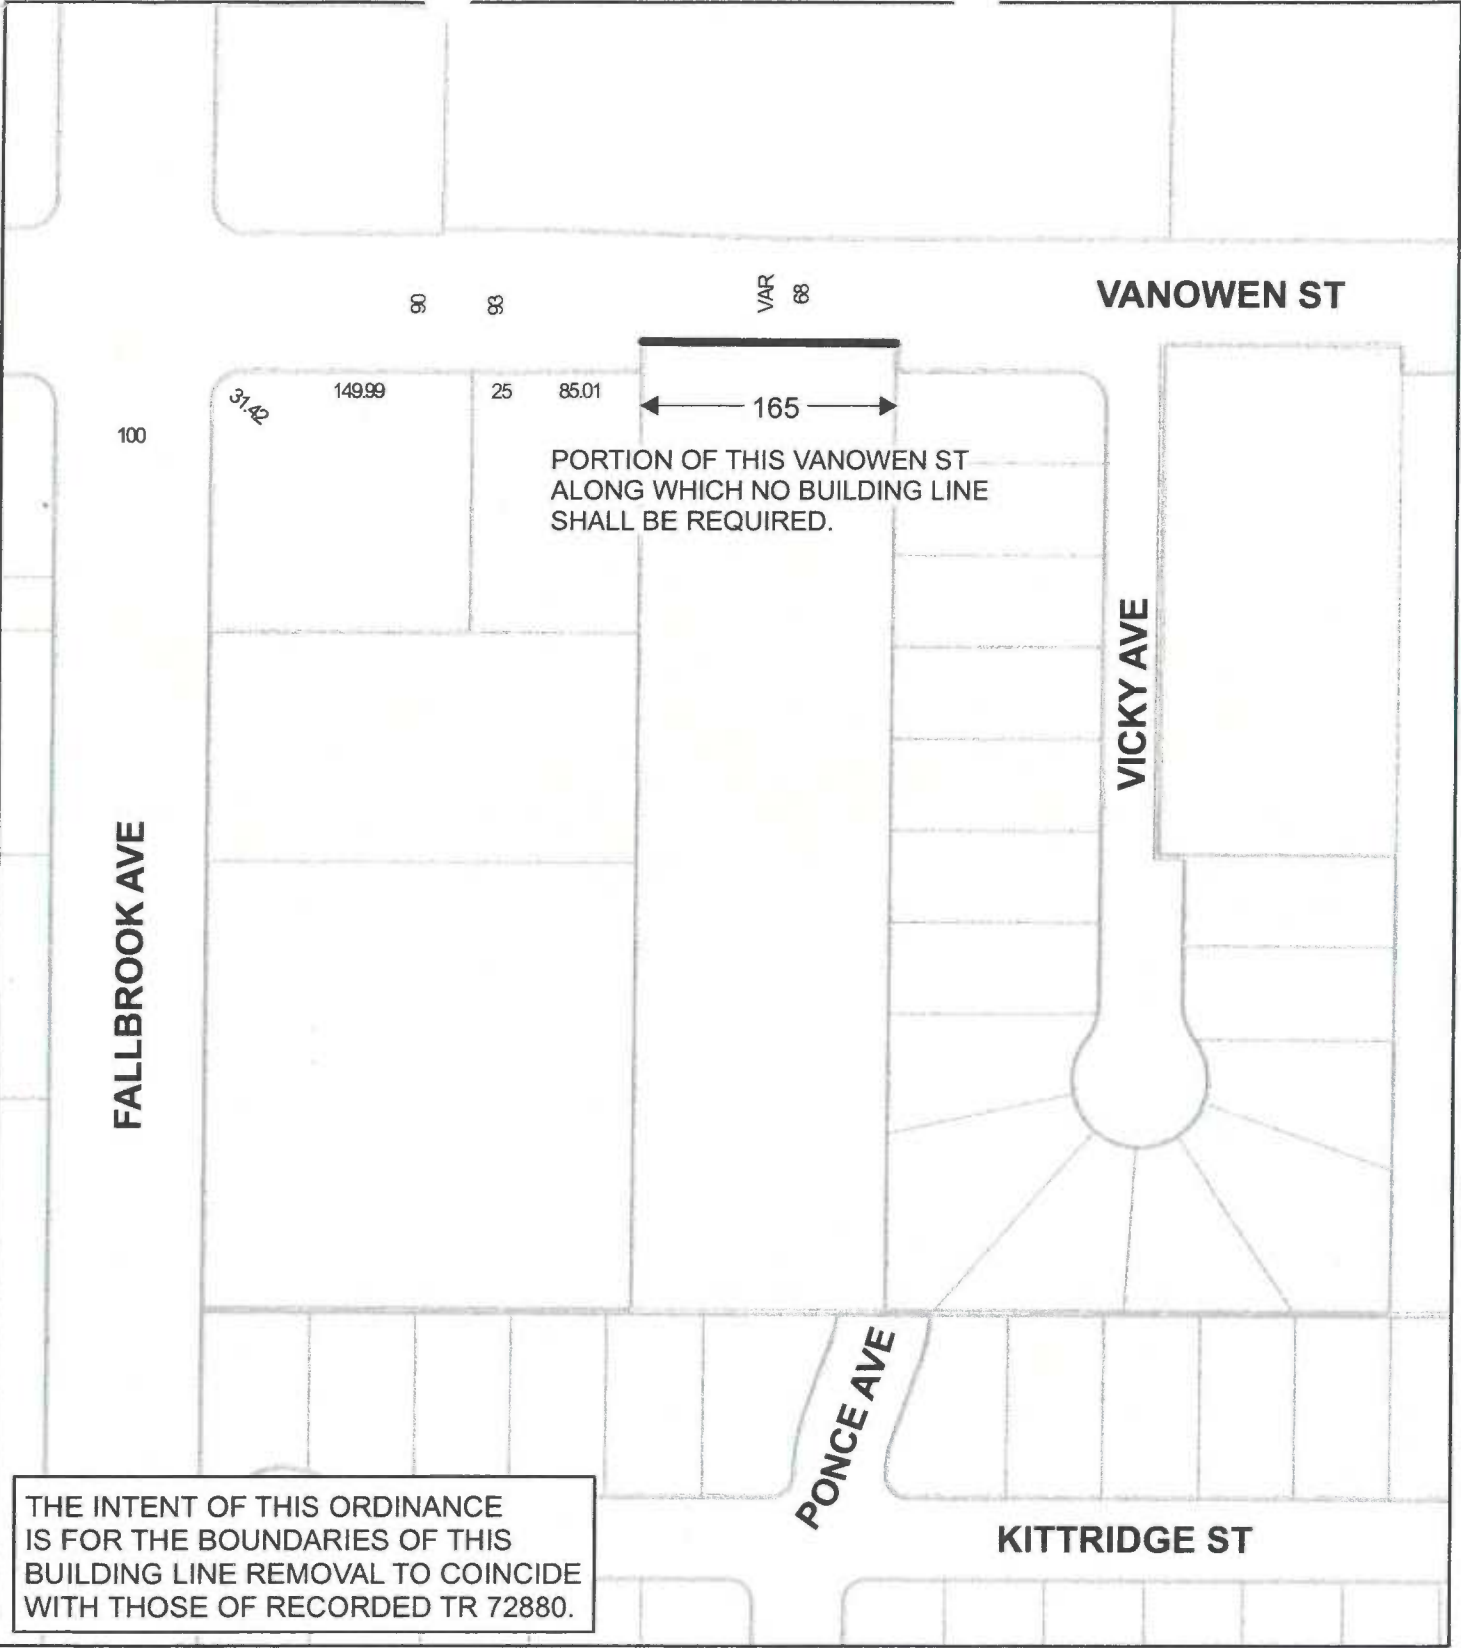 VANOWEN ST
90
93
VAR
68
31.42
149.99
25
85.01
165
100
PORTION OF THIS VANOWEN ST
ALONG WHICH NO BUILDING LINE
SHALL BE REQUIRED.
VICKY AVE
FALLBROOK AVE
PONCE AVE
KITTRIDGE ST
THE INTENT OF THIS ORDINANCE
IS FOR THE BOUNDARIES OF THIS
BUILDING LINE REMOVAL TO COINCIDE
WITH THOSE OF RECORDED TR 72880.